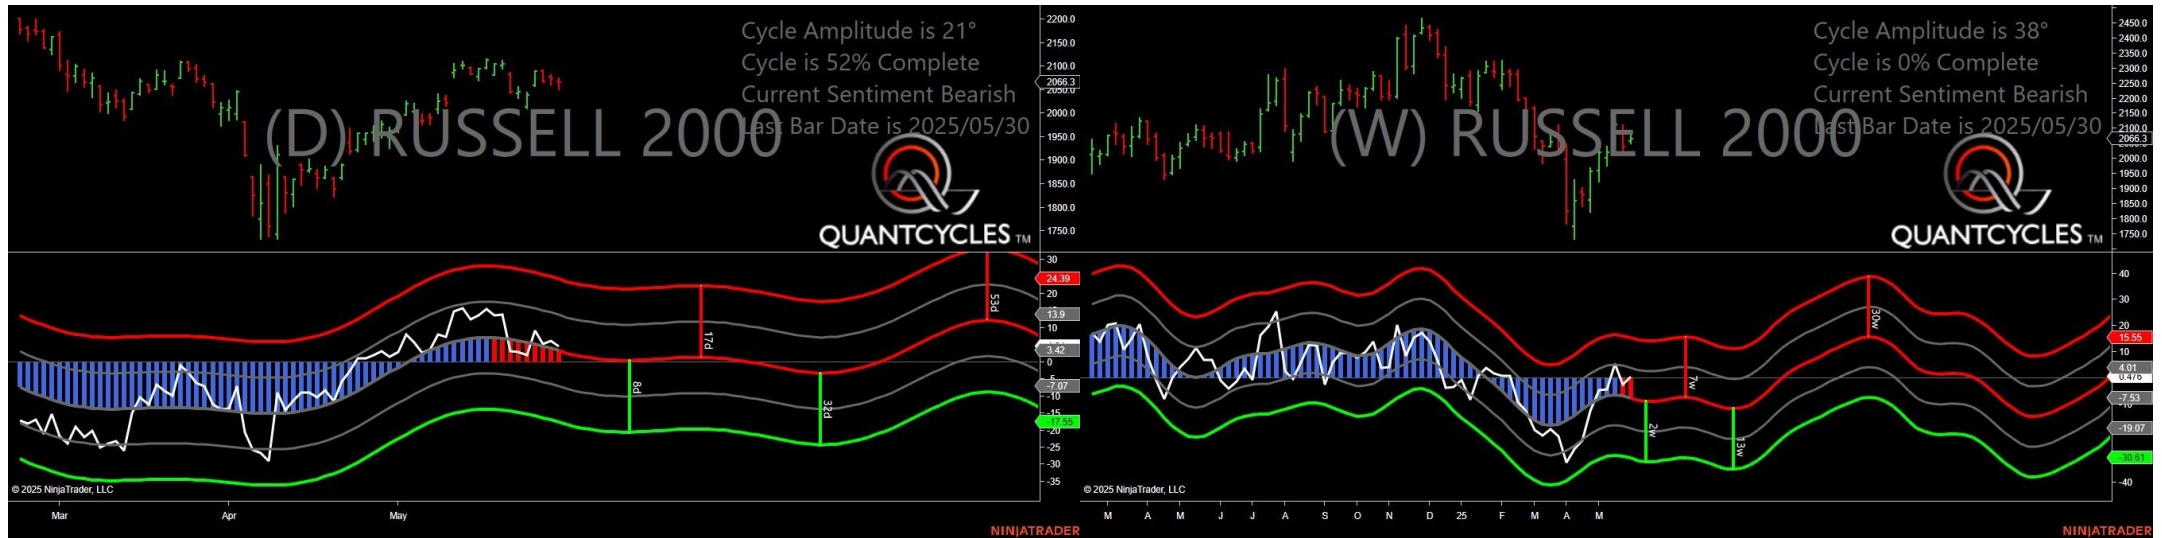 Cycle Amplitude is 21°
Cycle is 52% Complete
Current Sentiment Bearish
Last Bar Date is 2025/05/30
(D) RUSSELL 2000
QUANTCYCLES TM
2200.0
2150.0
2100.0
2066.3
2050.0
2000.0
1950.0
1900.0
1850.0
1800.0
1750.0
30
24.39
20
13.9
10
3.42
0
-5
-7.07
-10
-15
-17.55
-20
-25
-30
-35
8d
17d
32d
53d
© 2025 NinjaTrader, LLC
Mar Apr May
NINJATRADER
Cycle Amplitude is 38°
Cycle is 0% Complete
Current Sentiment Bearish
Last Bar Date is 2025/05/30
(W) RUSSELL 2000
QUANTCYCLES TM
2450.0
2400.0
2350.0
2300.0
2250.0
2200.0
2150.0
2100.0
2066.3
2000.0
1950.0
1900.0
1850.0
1800.0
1750.0
40
30
20
15.55
10
4.01
0.476
-7.53
-19.07
-30.61
-40
2w
7w
13w
30w
© 2025 NinjaTrader, LLC
M A M J J A S O N D 25 F M A M
NINJATRADER